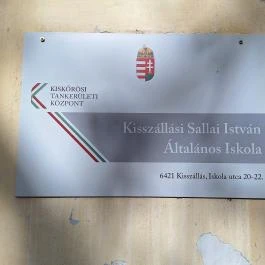 KISKŐRÖSI
TANKERÜLETI
KÖZPONT
Kisszállási Sallai István
Általános Iskola
6421 Kisszállás, Iskola utca 20-22.